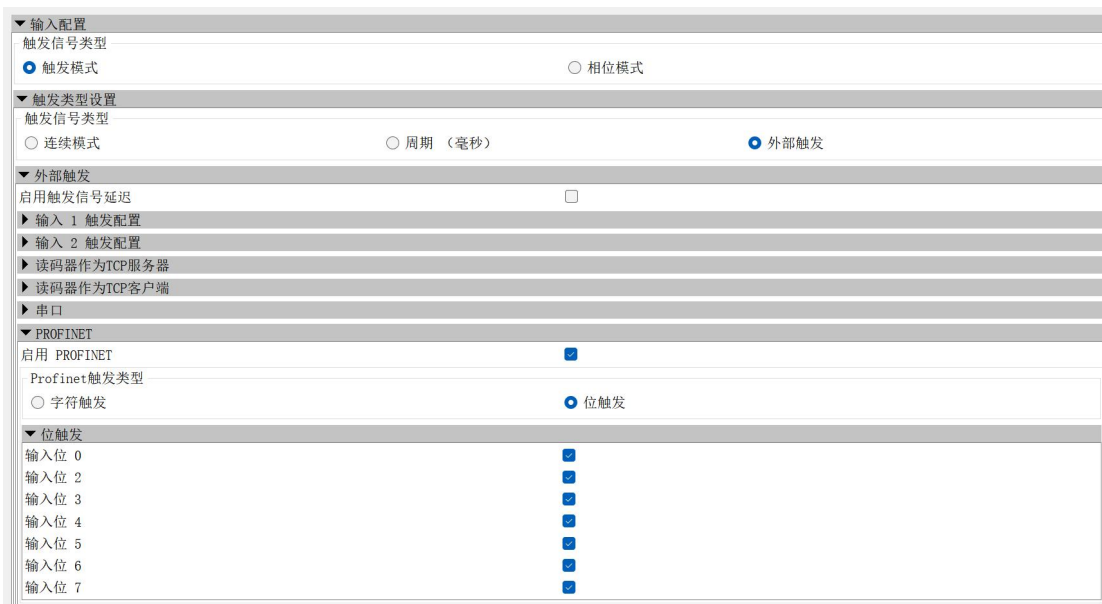 输入配置
触发信号类型
触发模式 相位模式
触发类型设置
触发信号类型
连续模式 周期 （毫秒） 外部触发
外部触发
启用触发信号延迟
输入 1 触发配置
输入 2 触发配置
读码器作为TCP服务器
读码器作为TCP客户端
串口
PROFINET
启用 PROFINET
Profinet触发类型
字符触发 位触发
位触发
输入位 0
输入位 2
输入位 3
输入位 4
输入位 5
输入位 6
输入位 7